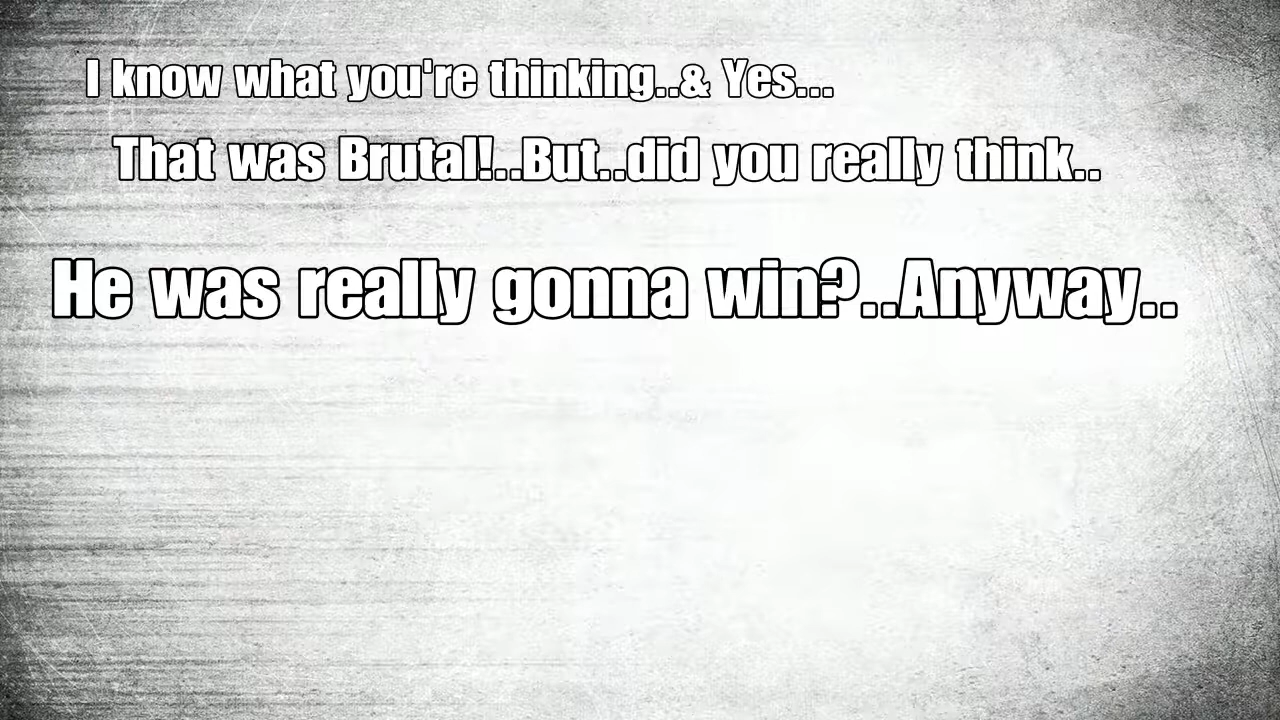 I know what you're thinking..& Yes...
That was Brutal!..But..did you really think..
He was really gonna win?..Anyway..